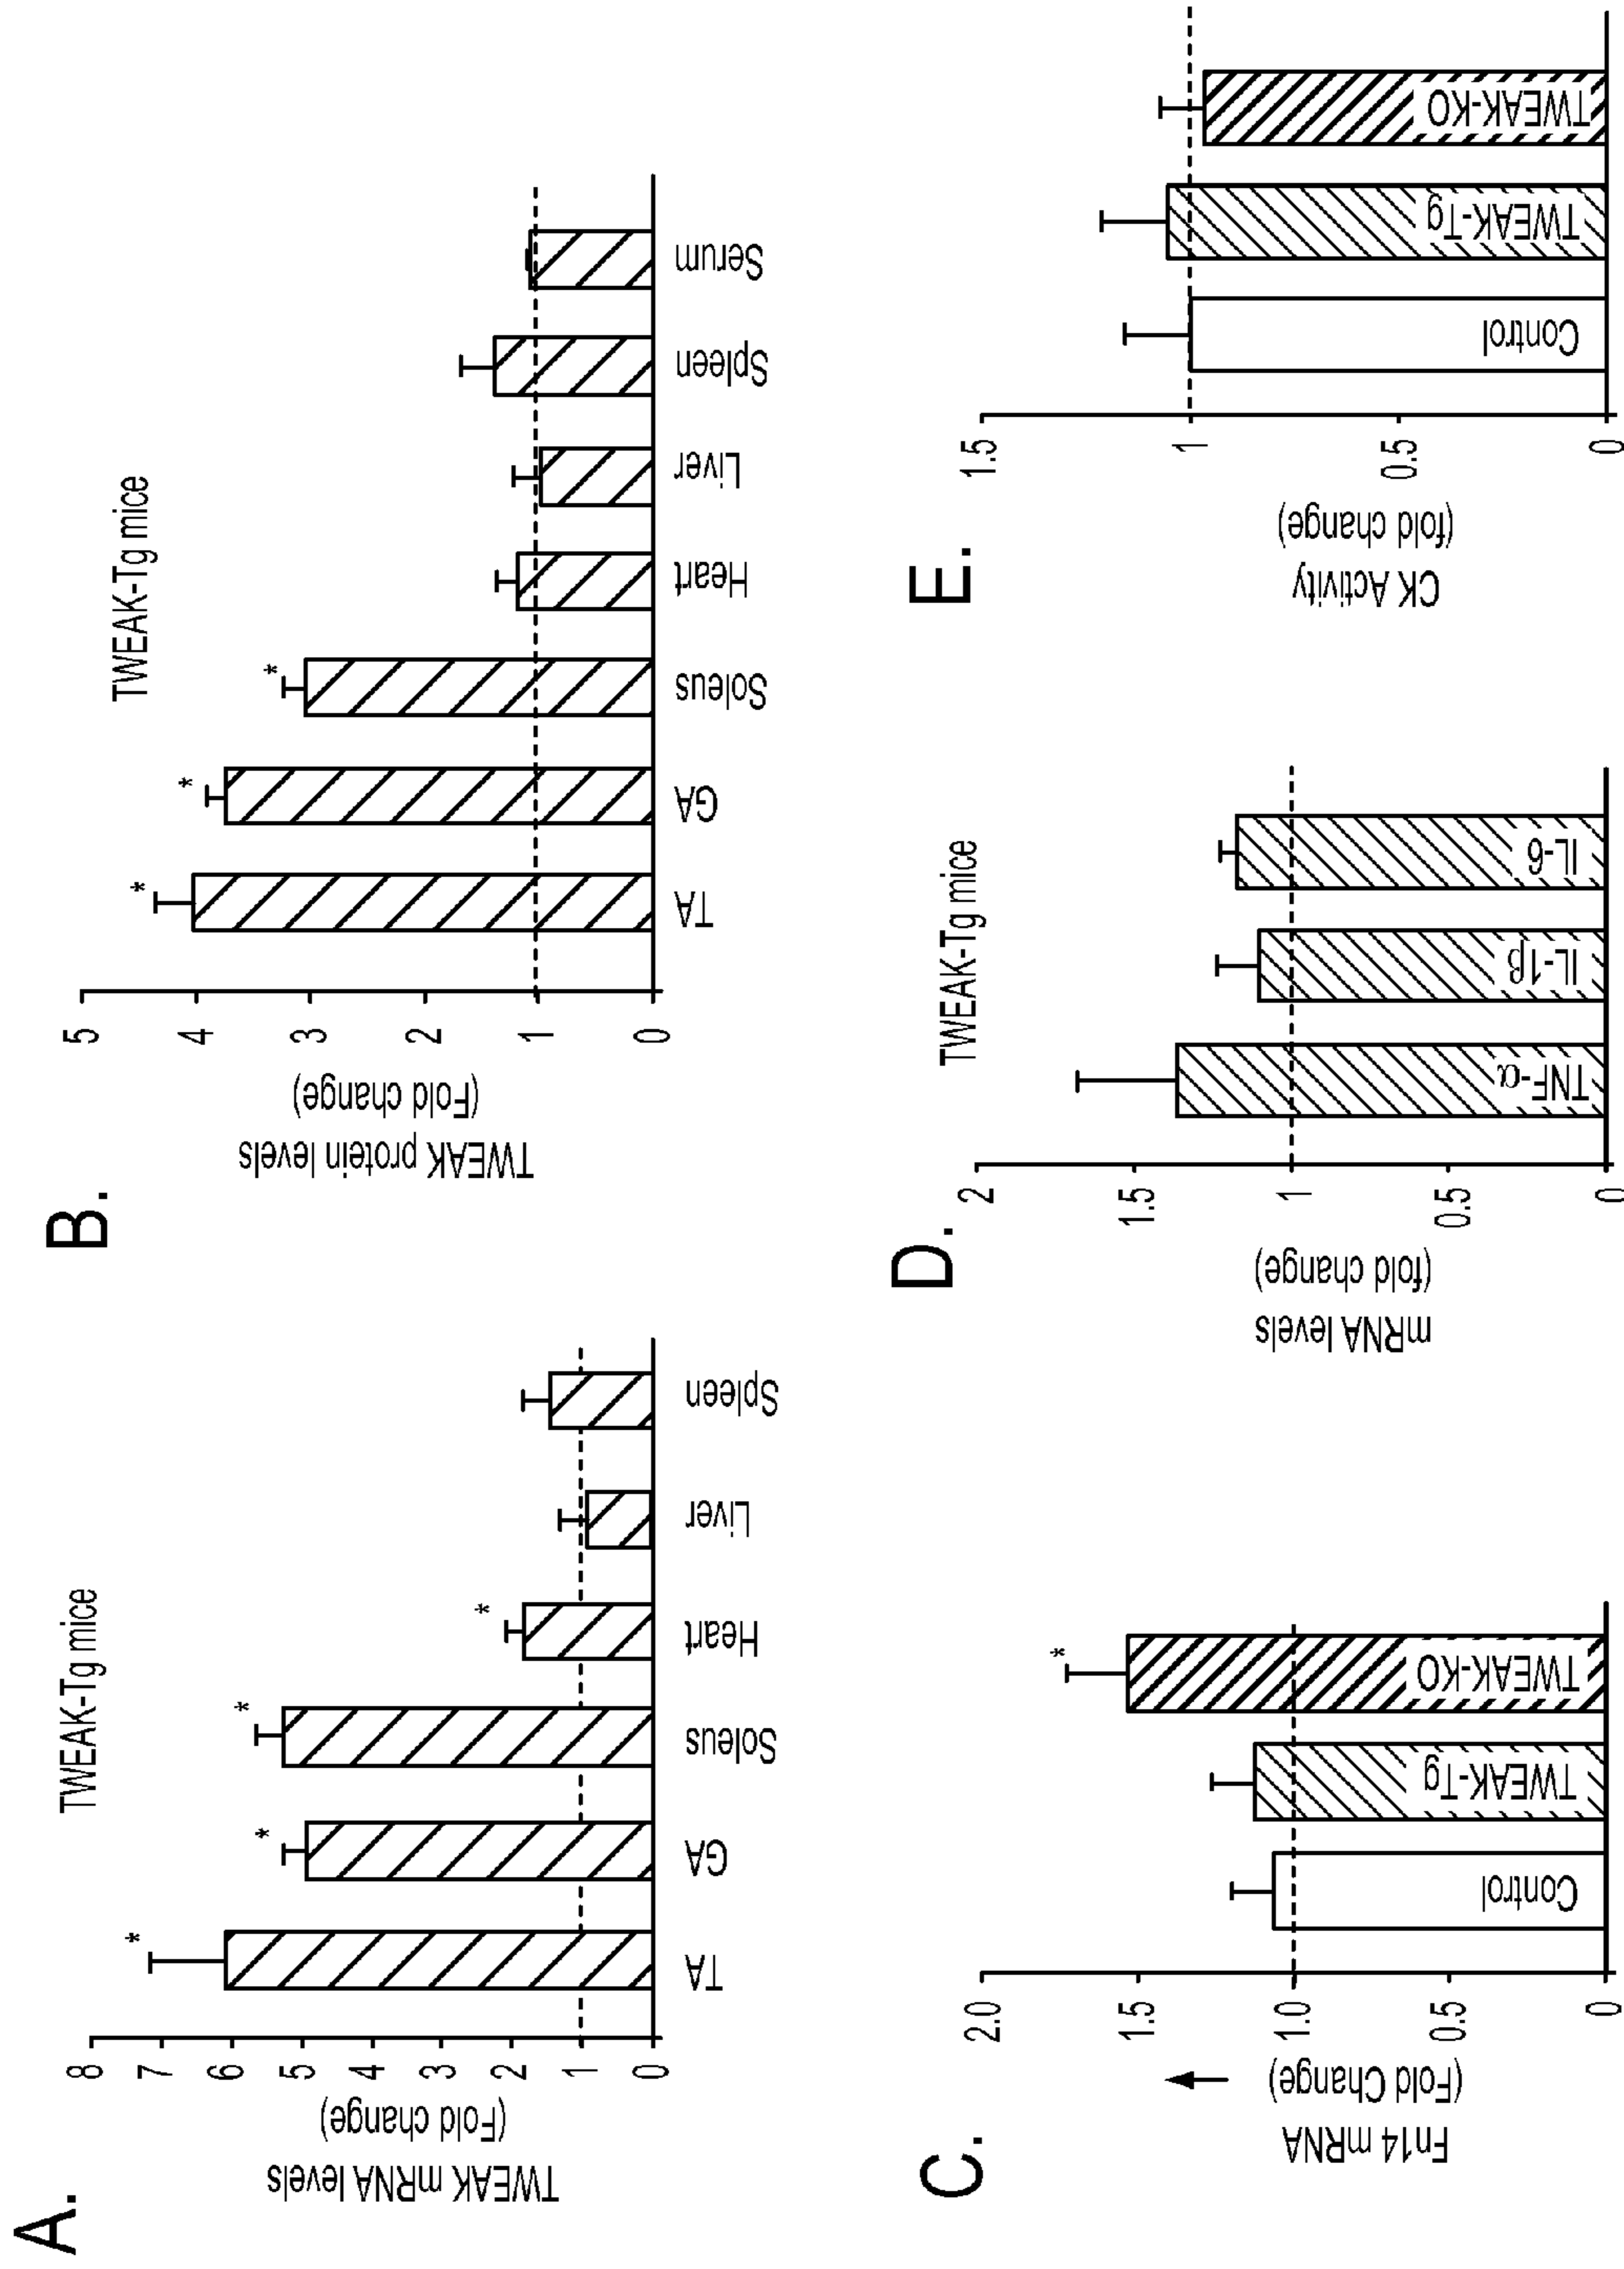 A.
TWEAK-Tg mice
TWEAK mRNA levels
(Fold change)
8
7
6
5
4
3
2
1
0
*
*
*
*
TA
GA
Soleus
Heart
Liver
Spleen
B.
TWEAK-Tg mice
TWEAK protein levels
(Fold change)
5
4
3
2
1
0
*
*
*
TA
GA
Soleus
Heart
Liver
Spleen
Serum
C.
Fn14 mRNA
(Fold Change)
2.0
1.5
1.0
0.5
0
*
Control
TWEAK-Tg
TWEAK-KO
D.
TWEAK-Tg mice
mRNA levels
(fold change)
2
1.5
1
0.5
0
TNF-α
IL-1β
IL-6
E.
CK Activity
(fold change)
1.5
1
0.5
0
Control
TWEAK-Tg
TWEAK-KO